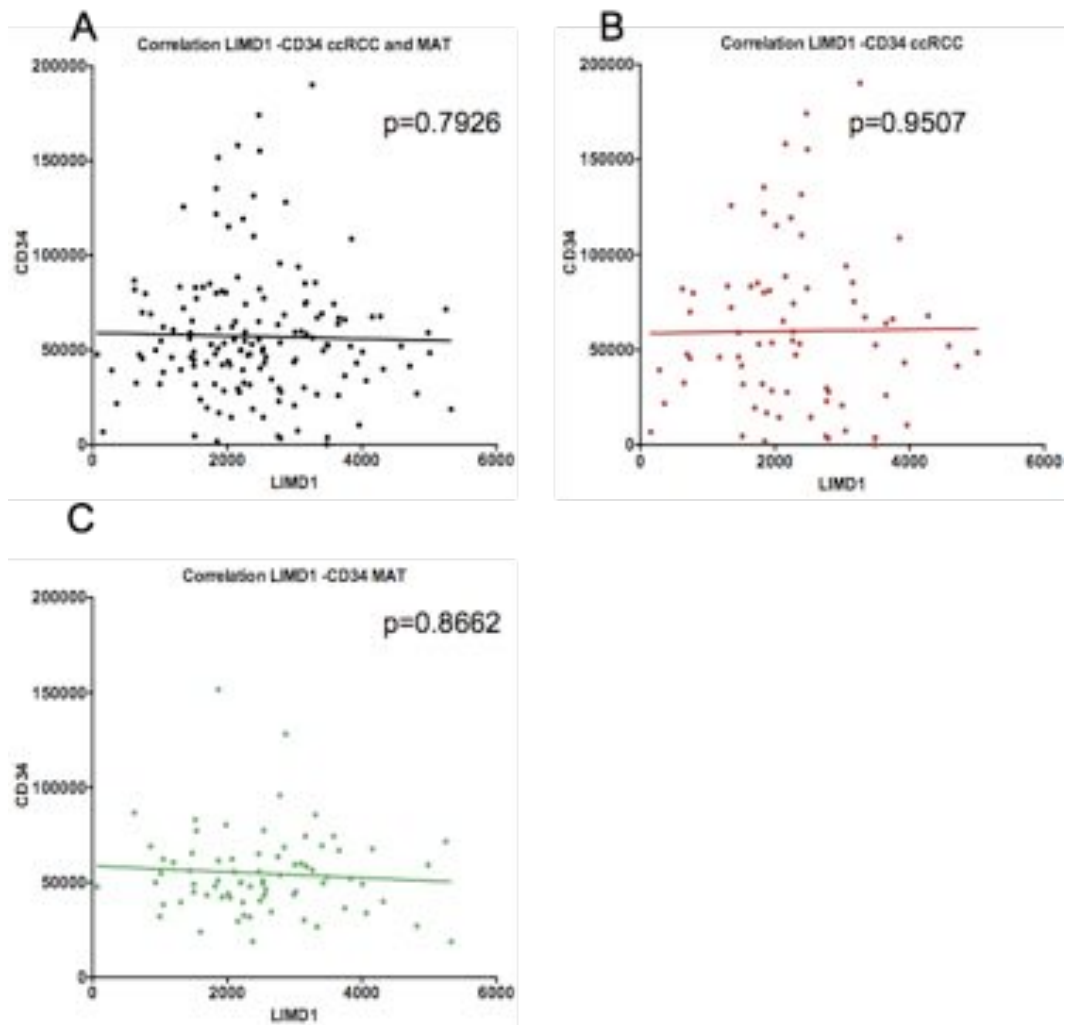 A
Correlation LIMD1 -CD34 ccRCC and MAT
200000
p=0.7926
150000
CD34
100000
50000
0
0 2000 4000 6000
LIMD1
B
Correlation LIMD1 -CD34 ccRCC
200000
p=0.9507
150000
CD34
100000
50000
0
0 2000 4000 6000
LIMD1
C
Correlation LIMD1 -CD34 MAT
200000
p=0.8662
150000
CD34
100000
50000
0
0 2000 4000 6000
LIMD1